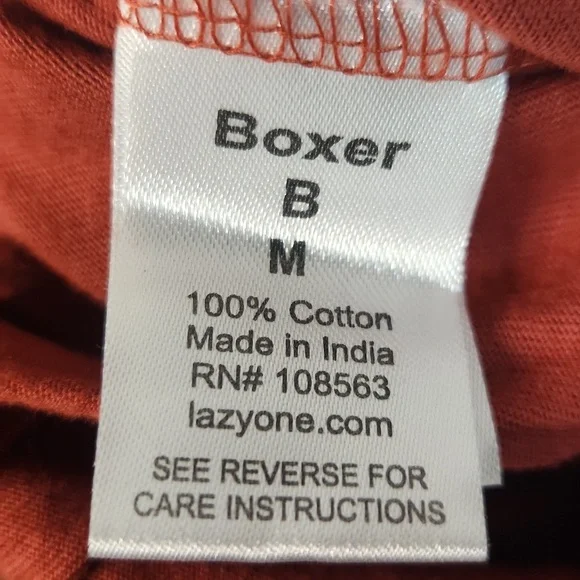 Boxer
B
M
100% Cotton
Made in India
RN# 108563
lazyone.com
SEE REVERSE FOR
CARE INSTRUCTIONS